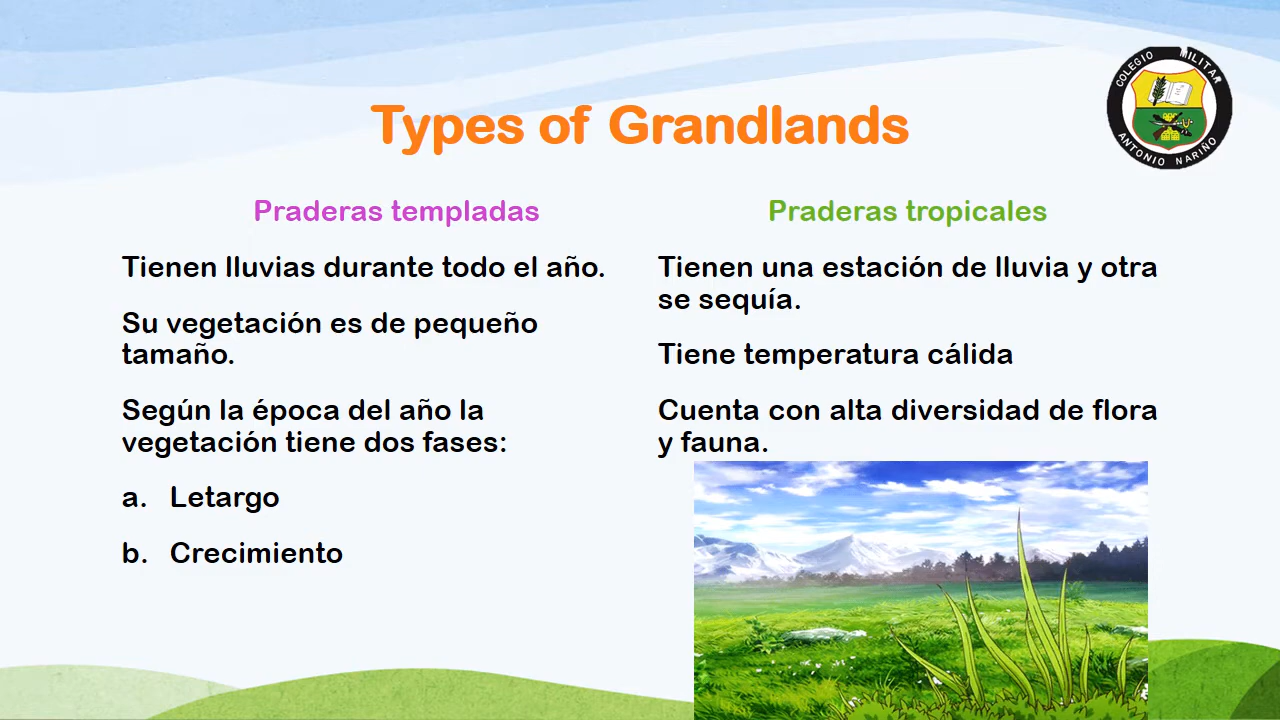 Types of Grandlands
COLEGIO MILITAR
ANTONIO NARIÑO
Praderas templadas
Tienen lluvias durante todo el año.
Su vegetación es de pequeño
tamaño.
Según la época del año la
vegetación tiene dos fases:
a. Letargo
b. Crecimiento
Praderas tropicales
Tienen una estación de lluvia y otra
se sequía.
Tiene temperatura cálida
Cuenta con alta diversidad de flora
y fauna.